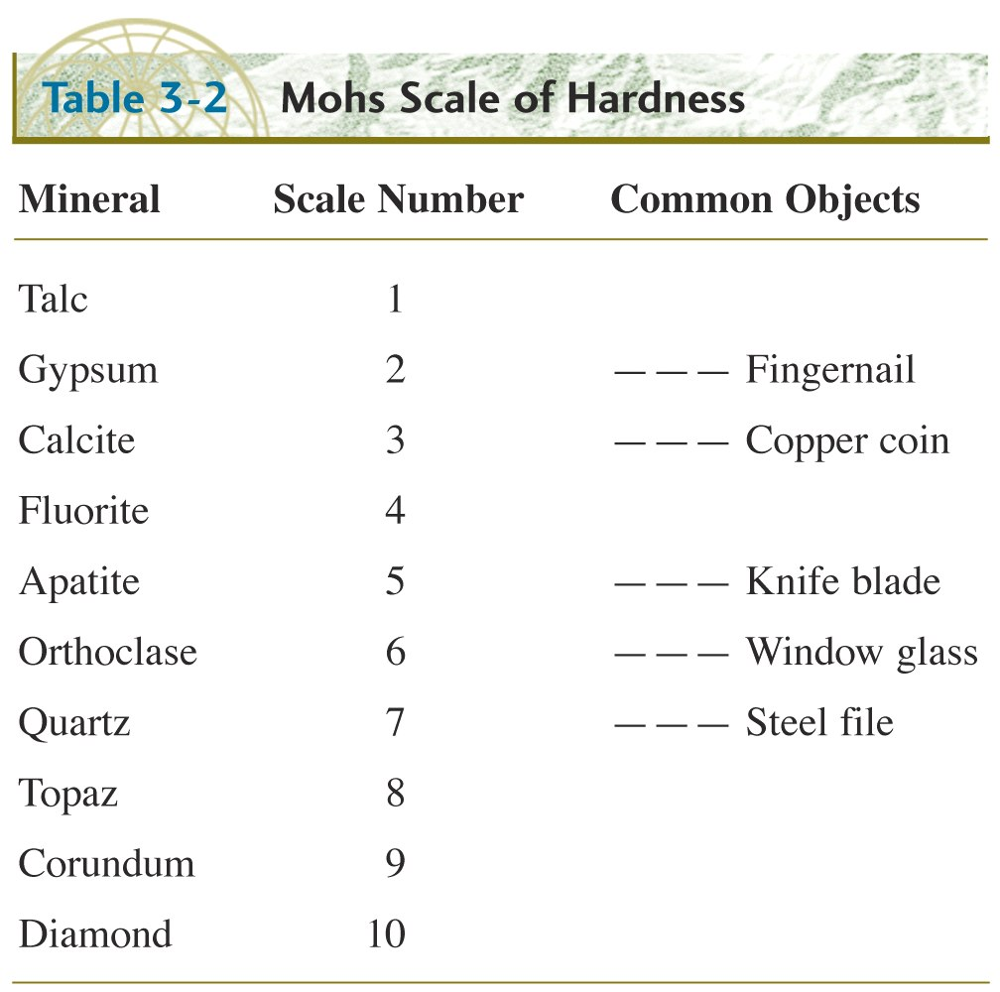 Table 3-2 Mohs Scale of Hardness
Mineral Scale Number Common Objects
Talc 1
Gypsum 2 — — — Fingernail
Calcite 3 — — — Copper coin
Fluorite 4
Apatite 5 — — — Knife blade
Orthoclase 6 — — — Window glass
Quartz 7 — — — Steel file
Topaz 8
Corundum 9
Diamond 10